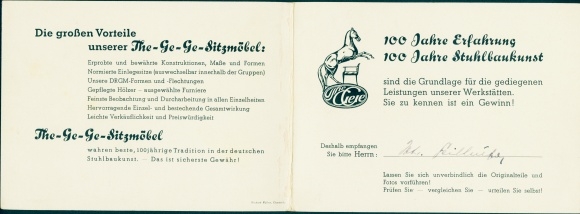 Die großen Vorteile
unserer The-Ge-Ge-Sitzmöbel:
Erprobte und bewährte Konstruktionen, Maße und Formen
Normierte Einlegesitze (auswechselbar innerhalb der Gruppen)
Unsere DRGM-Formen und -Flechtungen
Gepflegte Hölzer – ausgewählte Furniere
Feinste Beobachtung und Durcharbeitung in allen Einzelheiten
Hervorragende Einzel- und bestechende Gesamtwirkung
Leichte Verkäuflichkeit und Preiswürdigkeit
The-Ge-Ge-Sitzmöbel
wahren beste, 100jährige Tradition in der deutschen
Stuhlbaukunst. — Das ist sicherste Gewähr!
100 Jahre Erfahrung
100 Jahre Stuhlbaukunst
sind die Grundlage für die gediegenen
Leistungen unserer Werkstätten.
Sie zu kennen ist ein Gewinn!
Deshalb empfangen
Sie bitte Herrn:
Lassen Sie sich unverbindlich die Originalteile und
Fotos vorführen!
Prüfen Sie — vergleichen Sie — urteilen Sie selbst!